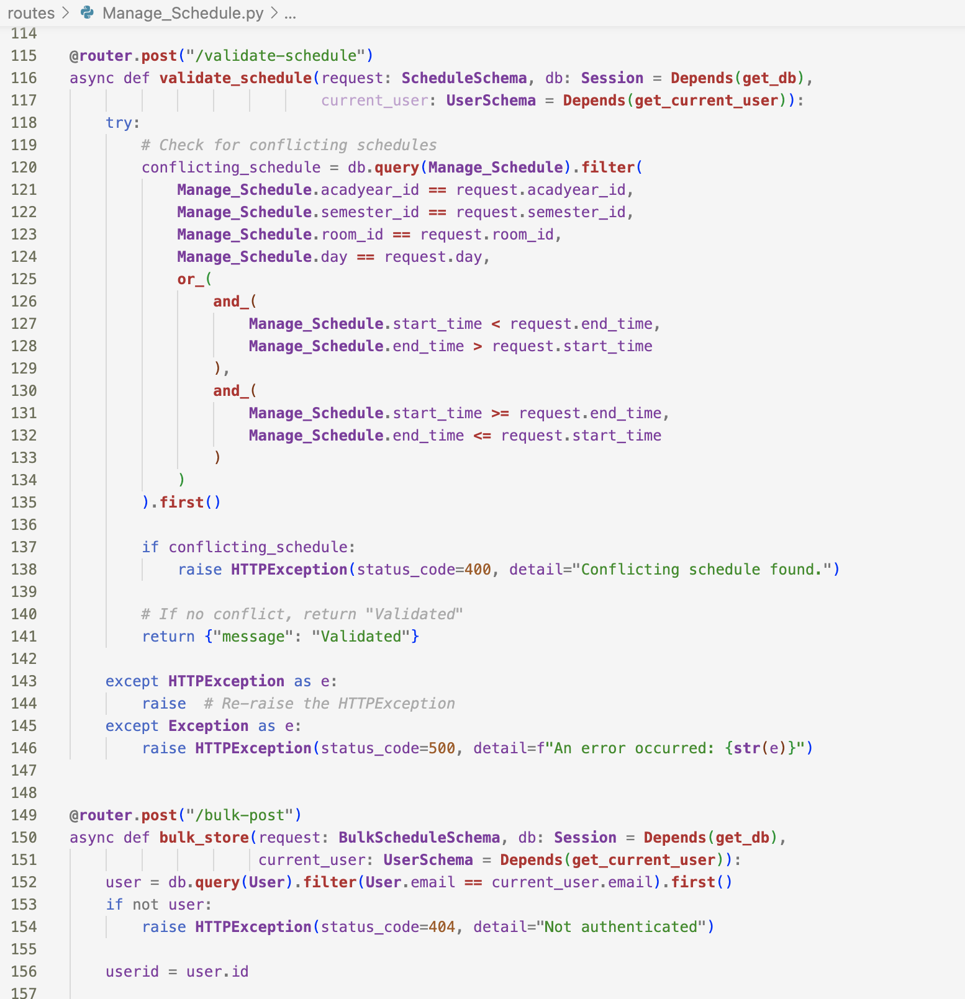 routes > Manage_Schedule.py > ...
114
115 @router.post("/validate-schedule")
116 async def validate_schedule(request: ScheduleSchema, db: Session = Depends(get_db),
117                             current_user: UserSchema = Depends(get_current_user)):
118     try:
119         # Check for conflicting schedules
120         conflicting_schedule = db.query(Manage_Schedule).filter(
121             Manage_Schedule.acadyear_id == request.acadyear_id,
122             Manage_Schedule.semester_id == request.semester_id,
123             Manage_Schedule.room_id == request.room_id,
124             Manage_Schedule.day == request.day,
125             or_(
126                 and_(
127                     Manage_Schedule.start_time < request.end_time,
128                     Manage_Schedule.end_time > request.start_time
129                 ),
130                 and_(
131                     Manage_Schedule.start_time >= request.end_time,
132                     Manage_Schedule.end_time <= request.start_time
133                 )
134             )
135         ).first()
136
137         if conflicting_schedule:
138             raise HTTPException(status_code=400, detail="Conflicting schedule found.")
139
140         # If no conflict, return "Validated"
141         return {"message": "Validated"}
142
143     except HTTPException as e:
144         raise  # Re-raise the HTTPException
145     except Exception as e:
146         raise HTTPException(status_code=500, detail=f"An error occurred: {str(e)}")
147
148
149 @router.post("/bulk-post")
150 async def bulk_store(request: BulkScheduleSchema, db: Session = Depends(get_db),
151                      current_user: UserSchema = Depends(get_current_user)):
152     user = db.query(User).filter(User.email == current_user.email).first()
153     if not user:
154         raise HTTPException(status_code=404, detail="Not authenticated")
155
156     userid = user.id
157